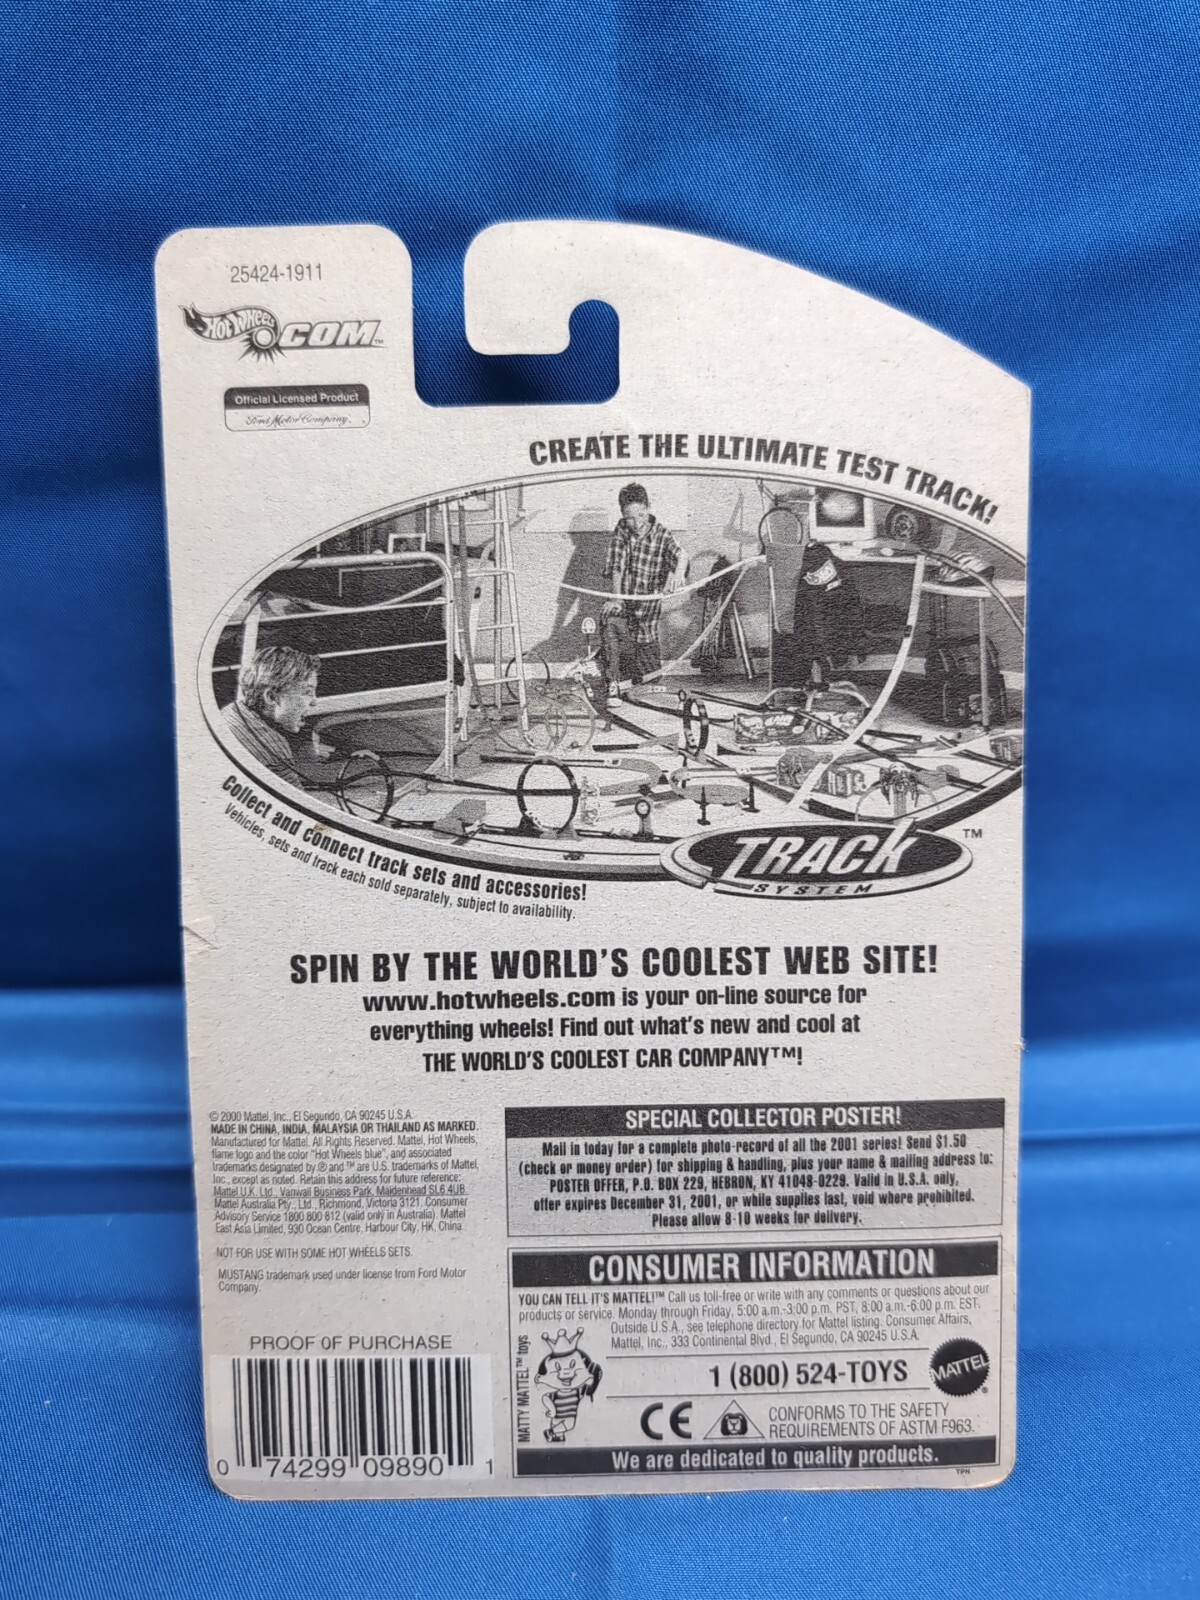 25424-1911
HOT WHEELS.COM™
Official Licensed Product
Ford Motor Company.
CREATE THE ULTIMATE TEST TRACK!
Collect and connect track sets and accessories!
Vehicles, sets and track each sold separately, subject to availability.
TRACK™
SYSTEM
SPIN BY THE WORLD'S COOLEST WEB SITE!
www.hotwheels.com is your on-line source for
everything wheels! Find out what's new and cool at
THE WORLD'S COOLEST CAR COMPANY™!
© 2000 Mattel, Inc., El Segundo, CA 90245 U.S.A.
MADE IN CHINA, INDIA, MALAYSIA OR THAILAND AS MARKED.
Manufactured for Mattel. All Rights Reserved. Mattel, Hot Wheels,
flame logo and the color "Hot Wheels blue", and associated
trademarks designated by ® and ™ are U.S. trademarks of Mattel,
Inc., except as noted. Retain this address for future reference:
Mattel U.K. Ltd., Vanwall Business Park, Maidenhead SL6 4UB.
Mattel Australia Pty., Ltd., Richmond, Victoria 3121. Consumer
Advisory Service 1800 800 812 (valid only in Australia). Mattel
East Asia Limited, 930 Ocean Centre, Harbour City, HK, China.
NOT FOR USE WITH SOME HOT WHEELS SETS.
MUSTANG trademark used under license from Ford Motor
Company.
PROOF OF PURCHASE
0 74299 09890 1
SPECIAL COLLECTOR POSTER!
Mail in today for a complete photo-record of all the 2001 series! Send $1.50
(check or money order) for shipping & handling, plus your name & mailing address to:
POSTER OFFER, P.O. BOX 229, HEBRON, KY 41048-0229. Valid in U.S.A. only,
offer expires December 31, 2001, or while supplies last, void where prohibited.
Please allow 8-10 weeks for delivery.
CONSUMER INFORMATION
YOU CAN TELL IT'S MATTEL!™ Call us toll-free or write with any comments or questions about our
products or service. Monday through Friday, 5:00 a.m.-3:00 p.m. PST, 8:00 a.m.-6:00 p.m. EST.
Outside U.S.A., see telephone directory for Mattel listing. Consumer Affairs,
Mattel, Inc., 333 Continental Blvd., El Segundo, CA 90245 U.S.A.
MATTY MATTEL™ toys
1 (800) 524-TOYS
MATTEL®
CE
CONFORMS TO THE SAFETY
REQUIREMENTS OF ASTM F963.
We are dedicated to quality products.
TPN